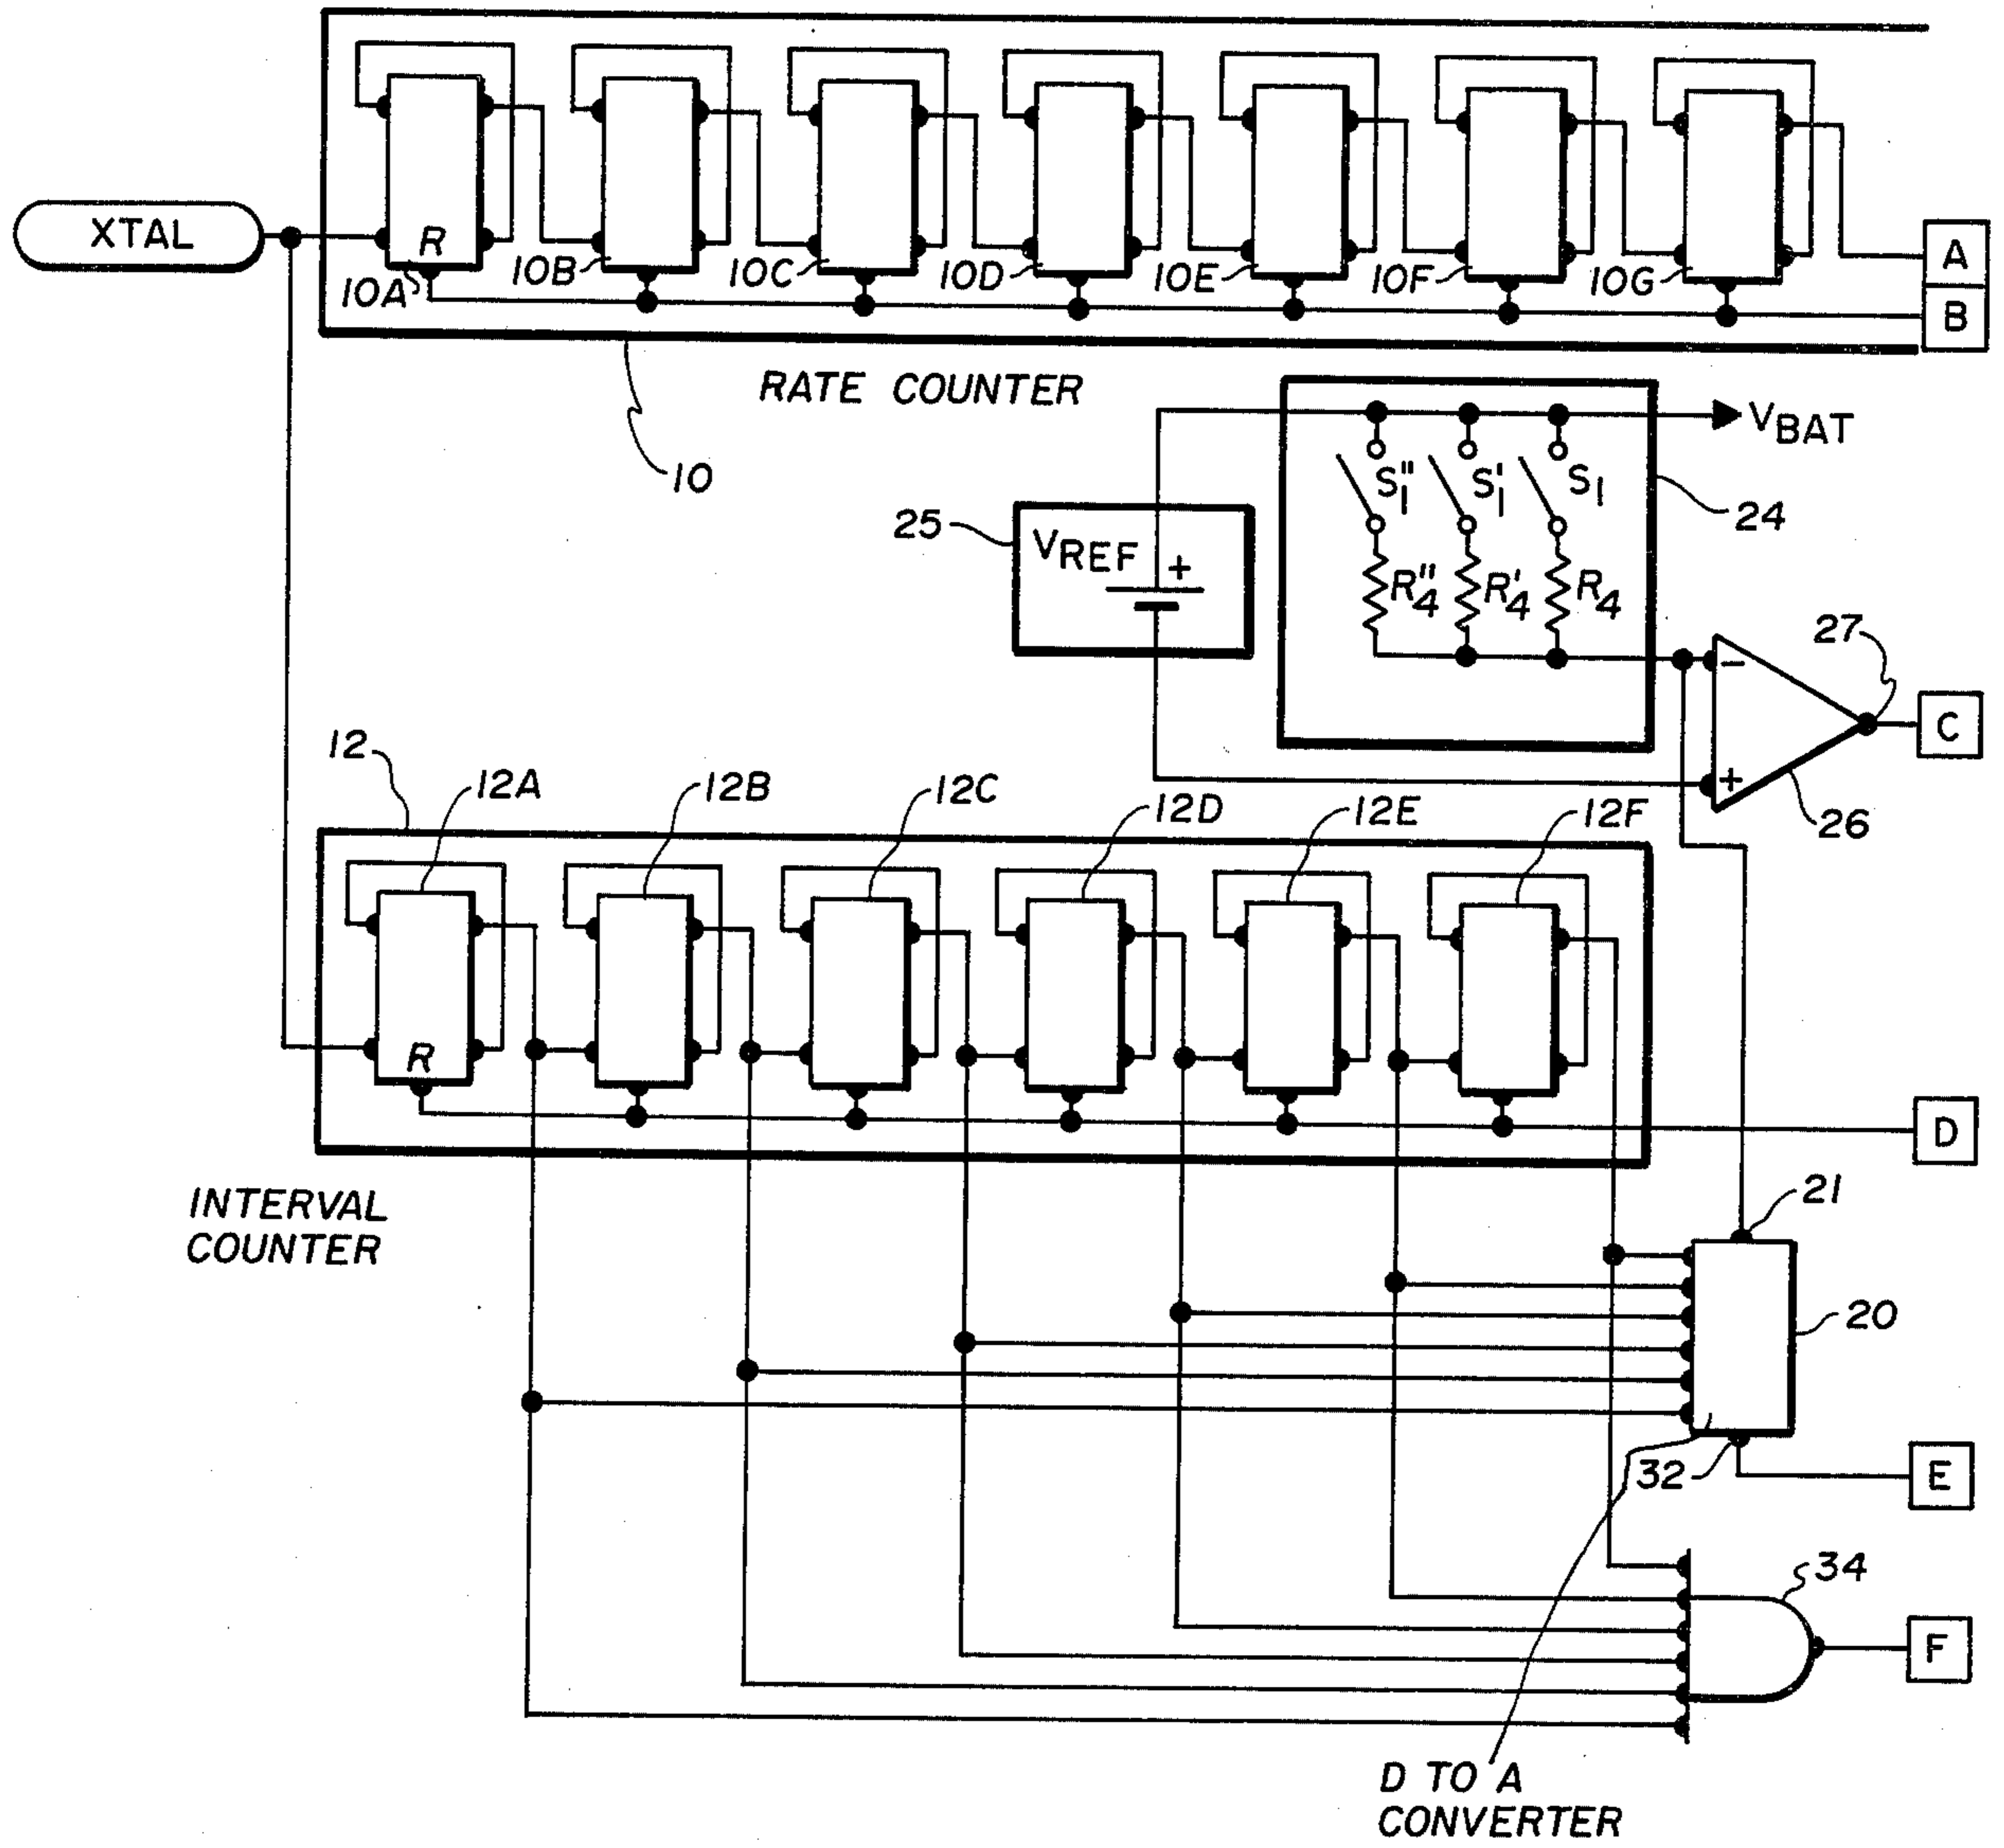 XTAL
R
10A
10B
10C
10D
10E
10F
10G
A
B
RATE COUNTER
10
VBAT
S1''
S1'
S1
24
25
VREF
+
R4''
R4'
R4
27
−
C
+
26
12
12A
12B
12C
12D
12E
12F
R
D
INTERVAL
COUNTER
21
20
32
E
34
F
D TO A
CONVERTER